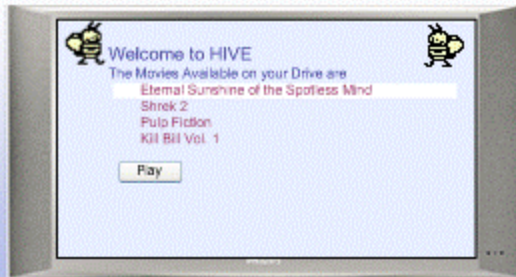 Welcome to HIVE
The Movies Available on your Drive are
Eternal Sunshine of the Spotless Mind
Shrek 2
Pulp Fiction
Kill Bill Vol. 1
Play